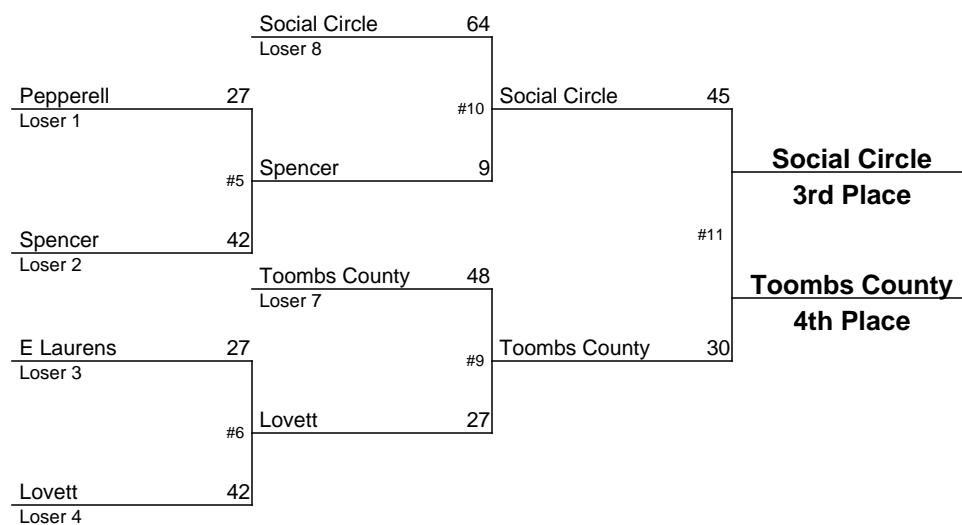 Social Circle 64
Loser 8
Pepperell 27
Loser 1
#10
Social Circle 45
#5
Spencer 9
Social Circle
3rd Place
Spencer 42
Loser 2
#11
Toombs County 48
Loser 7
Toombs County
4th Place
E Laurens 27
Loser 3
#9
Toombs County 30
#6
Lovett 27
Lovett 42
Loser 4